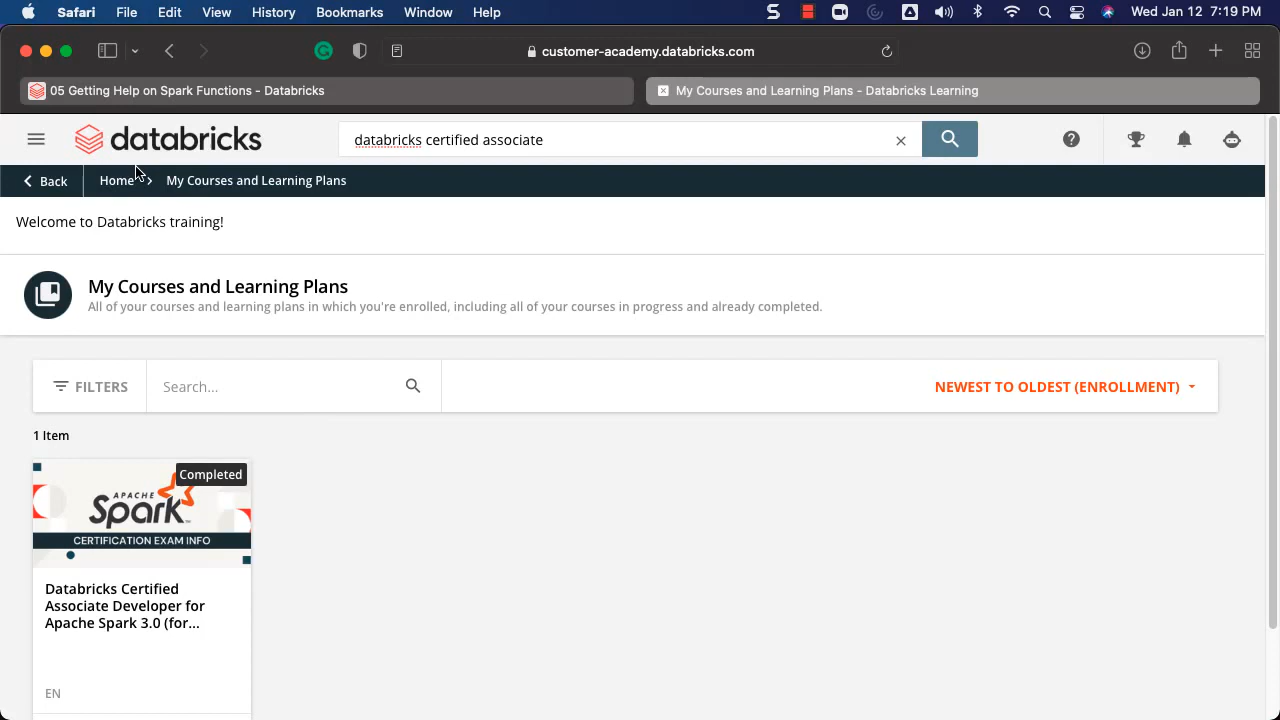 Safari File Edit View History Bookmarks Window Help Wed Jan 12 7:19 PM
customer-academy.databricks.com
05 Getting Help on Spark Functions - Databricks My Courses and Learning Plans - Databricks Learning
databricks databricks certified associate
Back Home My Courses and Learning Plans
Welcome to Databricks training!
My Courses and Learning Plans
All of your courses and learning plans in which you're enrolled, including all of your courses in progress and already completed.
FILTERS Search... NEWEST TO OLDEST (ENROLLMENT)
1 Item
Completed
APACHE
Spark
CERTIFICATION EXAM INFO
Databricks Certified
Associate Developer for
Apache Spark 3.0 (for...
EN